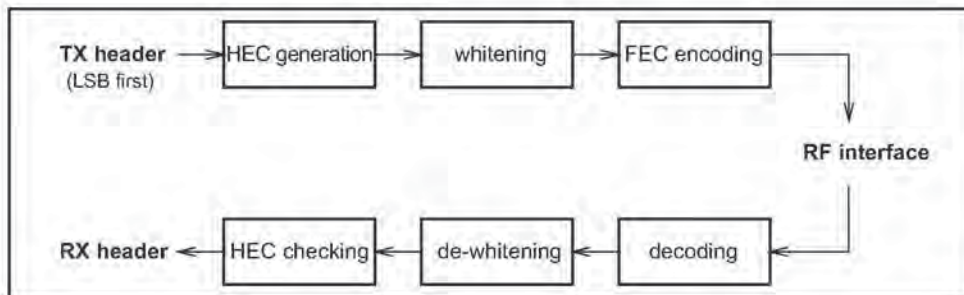 TX header
(LSB first)
HEC generation
whitening
FEC encoding
RF interface
RX header
HEC checking
de-whitening
decoding